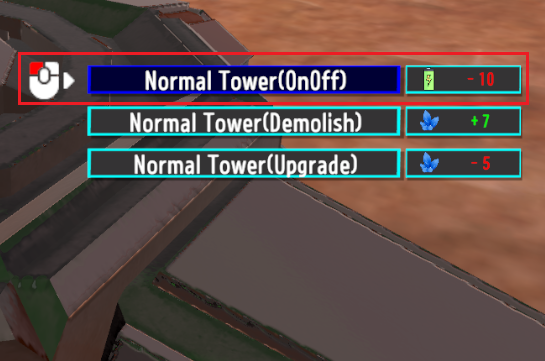 Normal Tower(OnOff) - 10
Normal Tower(Demolish) + 7
Normal Tower(Upgrade) - 5